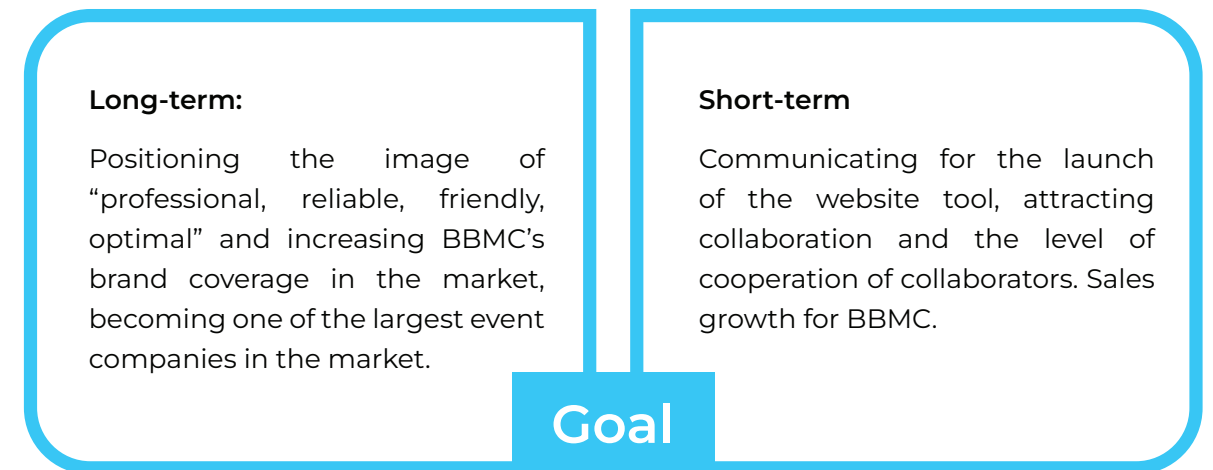 Long-term:
Positioning the image of
“professional, reliable, friendly,
optimal” and increasing BBMC’s
brand coverage in the market,
becoming one of the largest event
companies in the market.
Short-term
Communicating for the launch
of the website tool, attracting
collaboration and the level of
cooperation of collaborators. Sales
growth for BBMC.
Goal